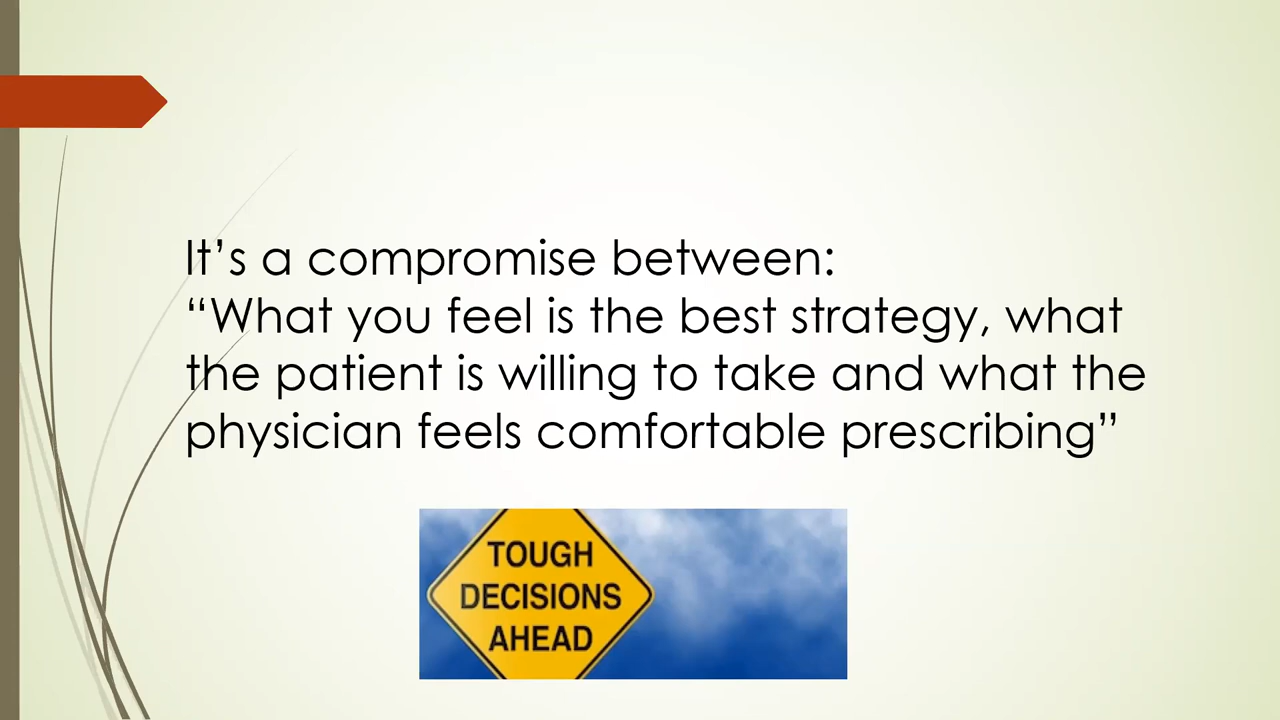 It’s a compromise between:
“What you feel is the best strategy, what
the patient is willing to take and what the
physician feels comfortable prescribing”
TOUGH
DECISIONS
AHEAD